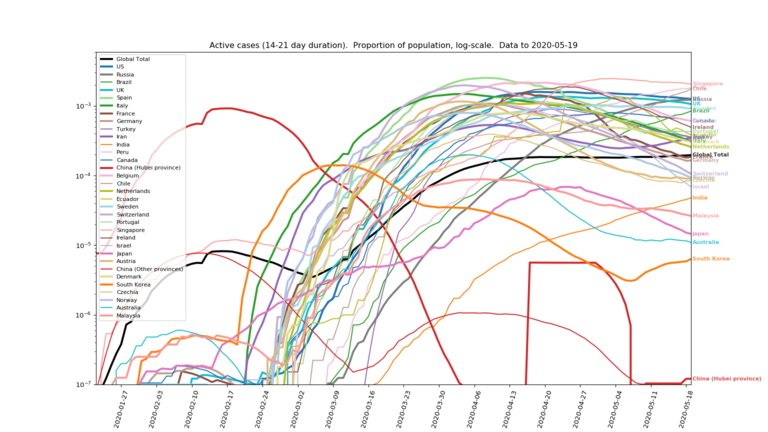 Active cases (14-21 day duration).  Proportion of population, log-scale.  Data to 2020-05-19
Global Total
US
Russia
Brazil
UK
Spain
Italy
France
Germany
Turkey
Iran
India
Peru
Canada
China (Hubei province)
Belgium
Chile
Netherlands
Ecuador
Sweden
Switzerland
Portugal
Singapore
Ireland
Israel
Japan
Austria
China (Other provinces)
Denmark
South Korea
Czechia
Norway
Australia
Malaysia
10⁻³
10⁻⁴
10⁻⁵
10⁻⁶
10⁻⁷
Singapore
Chile
Russia
UK
Brazil
Ireland
Netherlands
Global Total
Germany
Switzerland
Israel
India
Malaysia
Japan
Australia
South Korea
China (Hubei province)
2020-01-27
2020-02-03
2020-02-10
2020-02-17
2020-02-24
2020-03-02
2020-03-09
2020-03-16
2020-03-23
2020-03-30
2020-04-06
2020-04-13
2020-04-20
2020-04-27
2020-05-04
2020-05-11
2020-05-18